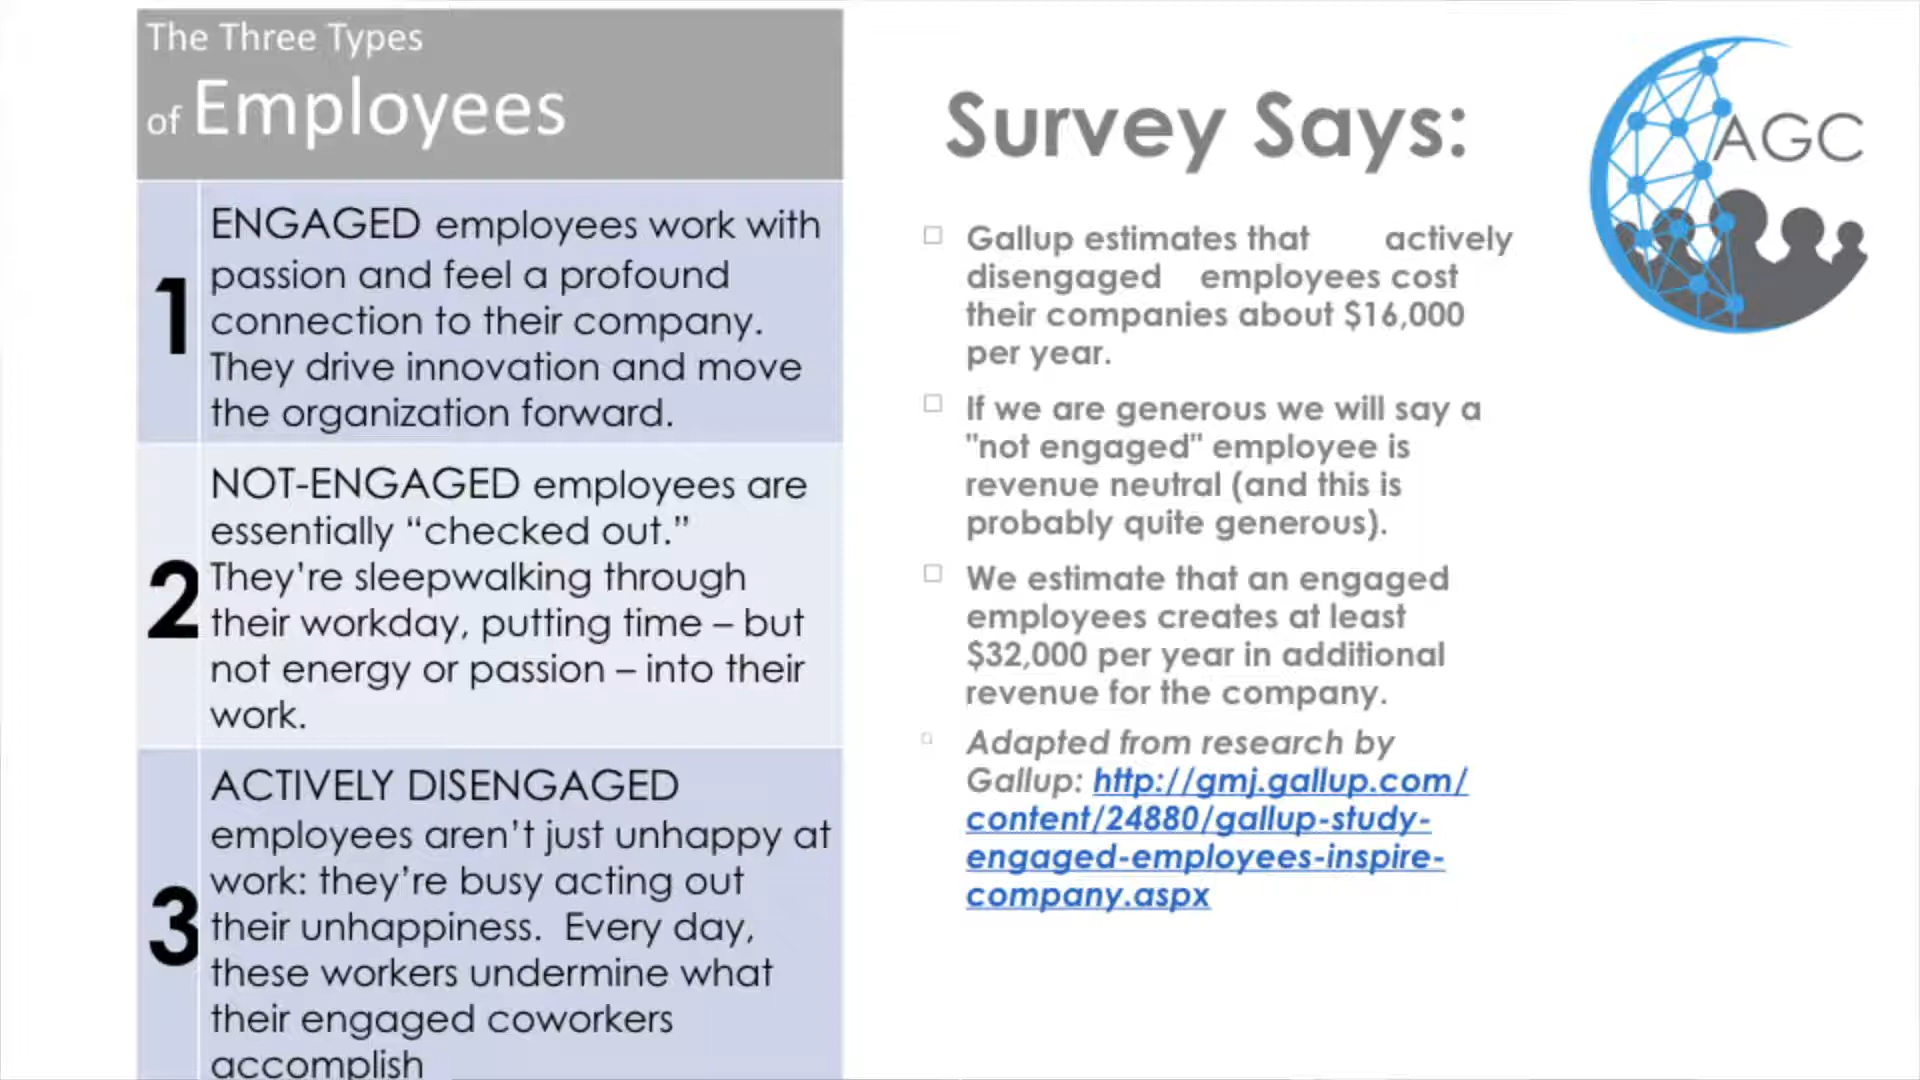 The Three Types
of Employees
1
ENGAGED employees work with
passion and feel a profound
connection to their company.
They drive innovation and move
the organization forward.
2
NOT-ENGAGED employees are
essentially “checked out.”
They’re sleepwalking through
their workday, putting time – but
not energy or passion – into their
work.
3
ACTIVELY DISENGAGED
employees aren’t just unhappy at
work: they’re busy acting out
their unhappiness.  Every day,
these workers undermine what
their engaged coworkers
accomplish
Survey Says:
Gallup estimates that actively
disengaged employees cost
their companies about $16,000
per year.
If we are generous we will say a
"not engaged" employee is
revenue neutral (and this is
probably quite generous).
We estimate that an engaged
employees creates at least
$32,000 per year in additional
revenue for the company.
Adapted from research by
Gallup: http://gmj.gallup.com/
content/24880/gallup-study-
engaged-employees-inspire-
company.aspx
AGC